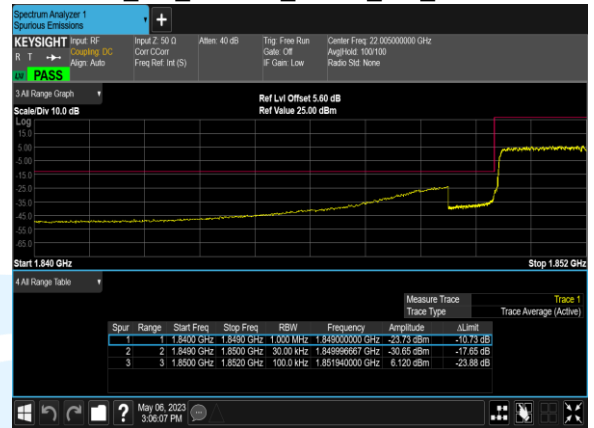 Spectrum Analyzer 1
Spurious Emissions
KEYSIGHT Input: RF Input Z: 50 Ω Atten: 40 dB Trig: Free Run Center Freq: 22.005000000 GHz
R T Coupling: DC Corr CCorr Gate: Off Avg|Hold: 100/100
Align: Auto Freq Ref: Int (S) IF Gain: Low Radio Std: None
PASS
3 All Range Graph
Ref Lvl Offset 5.60 dB
Scale/Div 10.0 dB Ref Value 25.00 dBm
Log
15.0
5.00
-5.00
-15.0
-25.0
-35.0
-45.0
-55.0
-65.0
Start 1.840 GHz Stop 1.852 GHz
4 All Range Table
Measure Trace Trace 1
Trace Type Trace Average (Active)
Spur Range Start Freq Stop Freq RBW Frequency Amplitude ΔLimit
1 1 1.8400 GHz 1.8490 GHz 1.000 MHz 1.849000000 GHz -23.73 dBm -10.73 dB
2 2 1.8490 GHz 1.8500 GHz 30.00 kHz 1.849996667 GHz -30.65 dBm -17.65 dB
3 3 1.8500 GHz 1.8520 GHz 100.0 kHz 1.851940000 GHz 6.120 dBm -23.88 dB
? May 06, 2023
3:06:07 PM